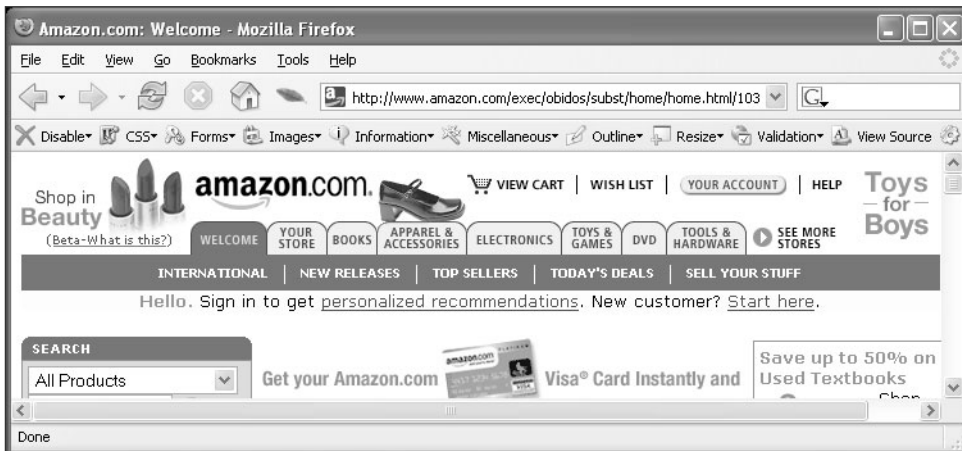 Amazon.com: Welcome - Mozilla Firefox
File Edit View Go Bookmarks Tools Help
http://www.amazon.com/exec/obidos/subst/home/home.html/103
Disable CSS Forms Images Information Miscellaneous Outline Resize Validation View Source
Shop in
Beauty
(Beta-What is this?)
amazon.com.
VIEW CART | WISH LIST | YOUR ACCOUNT | HELP
Toys
- for -
Boys
WELCOME YOUR STORE BOOKS APPAREL & ACCESSORIES ELECTRONICS TOYS & GAMES DVD TOOLS & HARDWARE SEE MORE STORES
INTERNATIONAL | NEW RELEASES | TOP SELLERS | TODAY'S DEALS | SELL YOUR STUFF
Hello. Sign in to get personalized recommendations. New customer? Start here.
SEARCH
All Products
Get your Amazon.com amazon.com PLATINUM VISA Visa® Card Instantly and
Save up to 50% on
Used Textbooks
Shop
Done